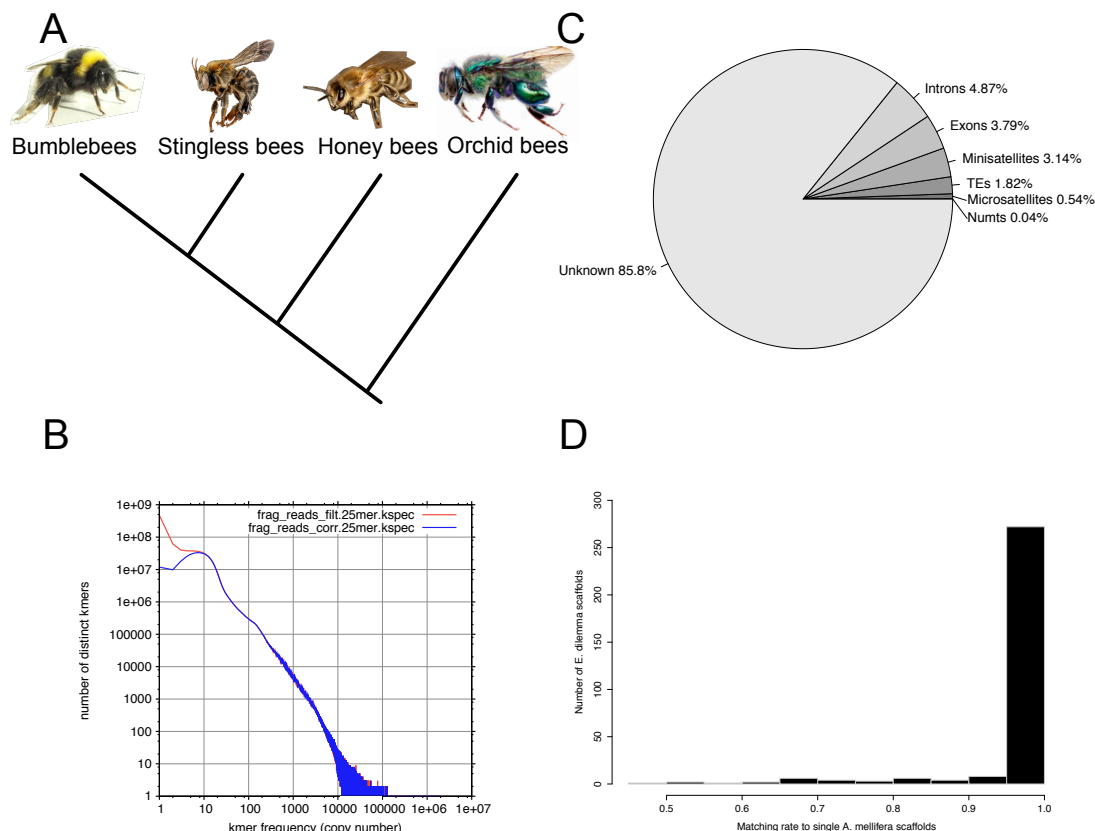 A
Bumblebees
Stingless bees
Honey bees
Orchid bees
C
Introns 4.87%
Exons 3.79%
Minisatellites 3.14%
TEs 1.82%
Microsatellites 0.54%
Numts 0.04%
Unknown 85.8%
B
frag_reads_filt.25mer.kspec
frag_reads_corr.25mer.kspec
number of distinct kmers
1e+09
1e+08
1e+07
1e+06
100000
10000
1000
100
10
1
1 10 100 1000 10000 100000 1e+06 1e+07
kmer frequency (copy number)
D
Number of E. dilemma scaffolds
300
250
200
150
100
50
0
0.5 0.6 0.7 0.8 0.9 1.0
Matching rate to single A. mellifera scaffolds